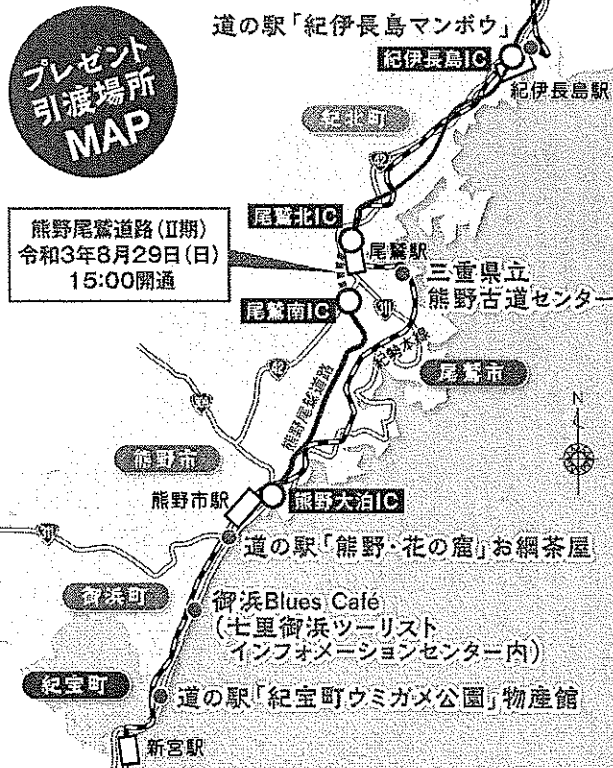 道の駅「紀伊長島マンボウ」
プレゼント
引渡場所
MAP
紀伊長島IC
紀伊長島駅
紀北町
42
尾鷲北IC
熊野尾鷲道路(Ⅱ期)
令和3年8月29日(日)
15:00開通
尾鷲駅
三重県立
熊野古道センター
尾鷲南IC
311
紀勢本線
尾鷲市
42
熊野尾鷲道路
N
熊野市
熊野市駅
熊野大泊IC
道の駅「熊野・花の窟」お綱茶屋
御浜町
御浜Blues Café
(七里御浜ツーリスト
インフォメーションセンター内)
紀宝町
道の駅「紀宝町ウミガメ公園」物産館
新宮駅